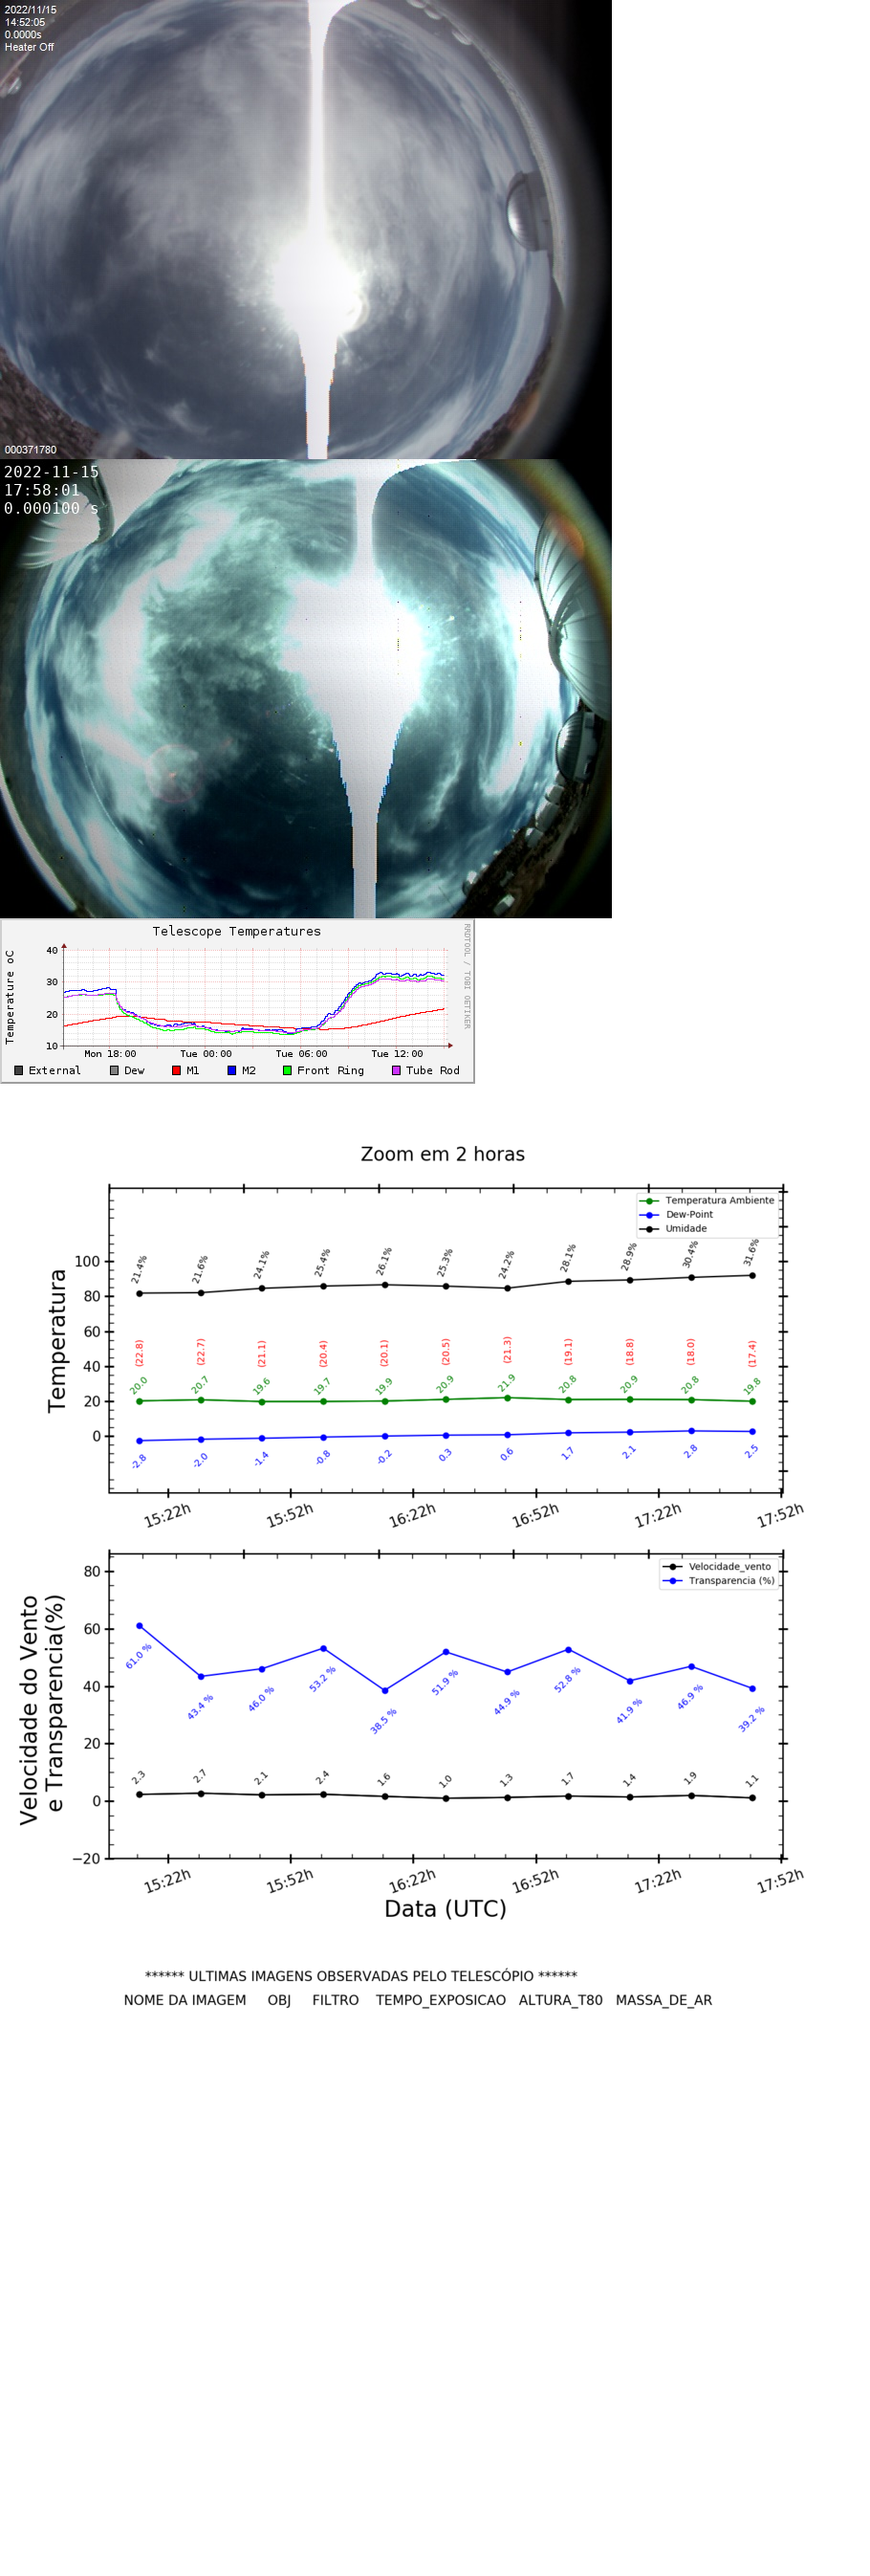 2022/11/15
14:52:05
0.0000s
Heater Off
000371780
2022-11-15
17:58:01
0.000100 s
Telescope Temperatures
RRDTOOL / TOBI OETIKER
Temperature oC
40
30
20
10
Mon 18:00 Tue 00:00 Tue 06:00 Tue 12:00
External Dew M1 M2 Front Ring Tube Rod
Zoom em 2 horas
Temperatura Ambiente
Dew-Point
Umidade
Temperatura
100
80
60
40
20
0
21.4% 21.6% 24.1% 25.4% 26.1% 25.3% 24.2% 28.1% 28.9% 30.4% 31.6%
(22.8) (22.7) (21.1) (20.4) (20.1) (20.5) (21.3) (19.1) (18.8) (18.0) (17.4)
20.0 20.7 19.6 19.7 19.9 20.9 21.9 20.8 20.9 20.8 19.8
-2.8 -2.0 -1.4 -0.8 -0.2 0.3 0.6 1.7 2.1 2.8 2.5
15:22h 15:52h 16:22h 16:52h 17:22h 17:52h
Velocidade_vento
Transparencia (%)
Velocidade do Vento
e Transparencia(%)
80
60
40
20
0
−20
61.0 % 43.4 % 46.0 % 53.2 % 38.5 % 51.9 % 44.9 % 52.8 % 41.9 % 46.9 % 39.2 %
2.3 2.7 2.1 2.4 1.6 1.0 1.3 1.7 1.4 1.9 1.1
15:22h 15:52h 16:22h 16:52h 17:22h 17:52h
Data (UTC)
****** ULTIMAS IMAGENS OBSERVADAS PELO TELESCÓPIO ******
NOME DA IMAGEM OBJ FILTRO TEMPO_EXPOSICAO ALTURA_T80 MASSA_DE_AR